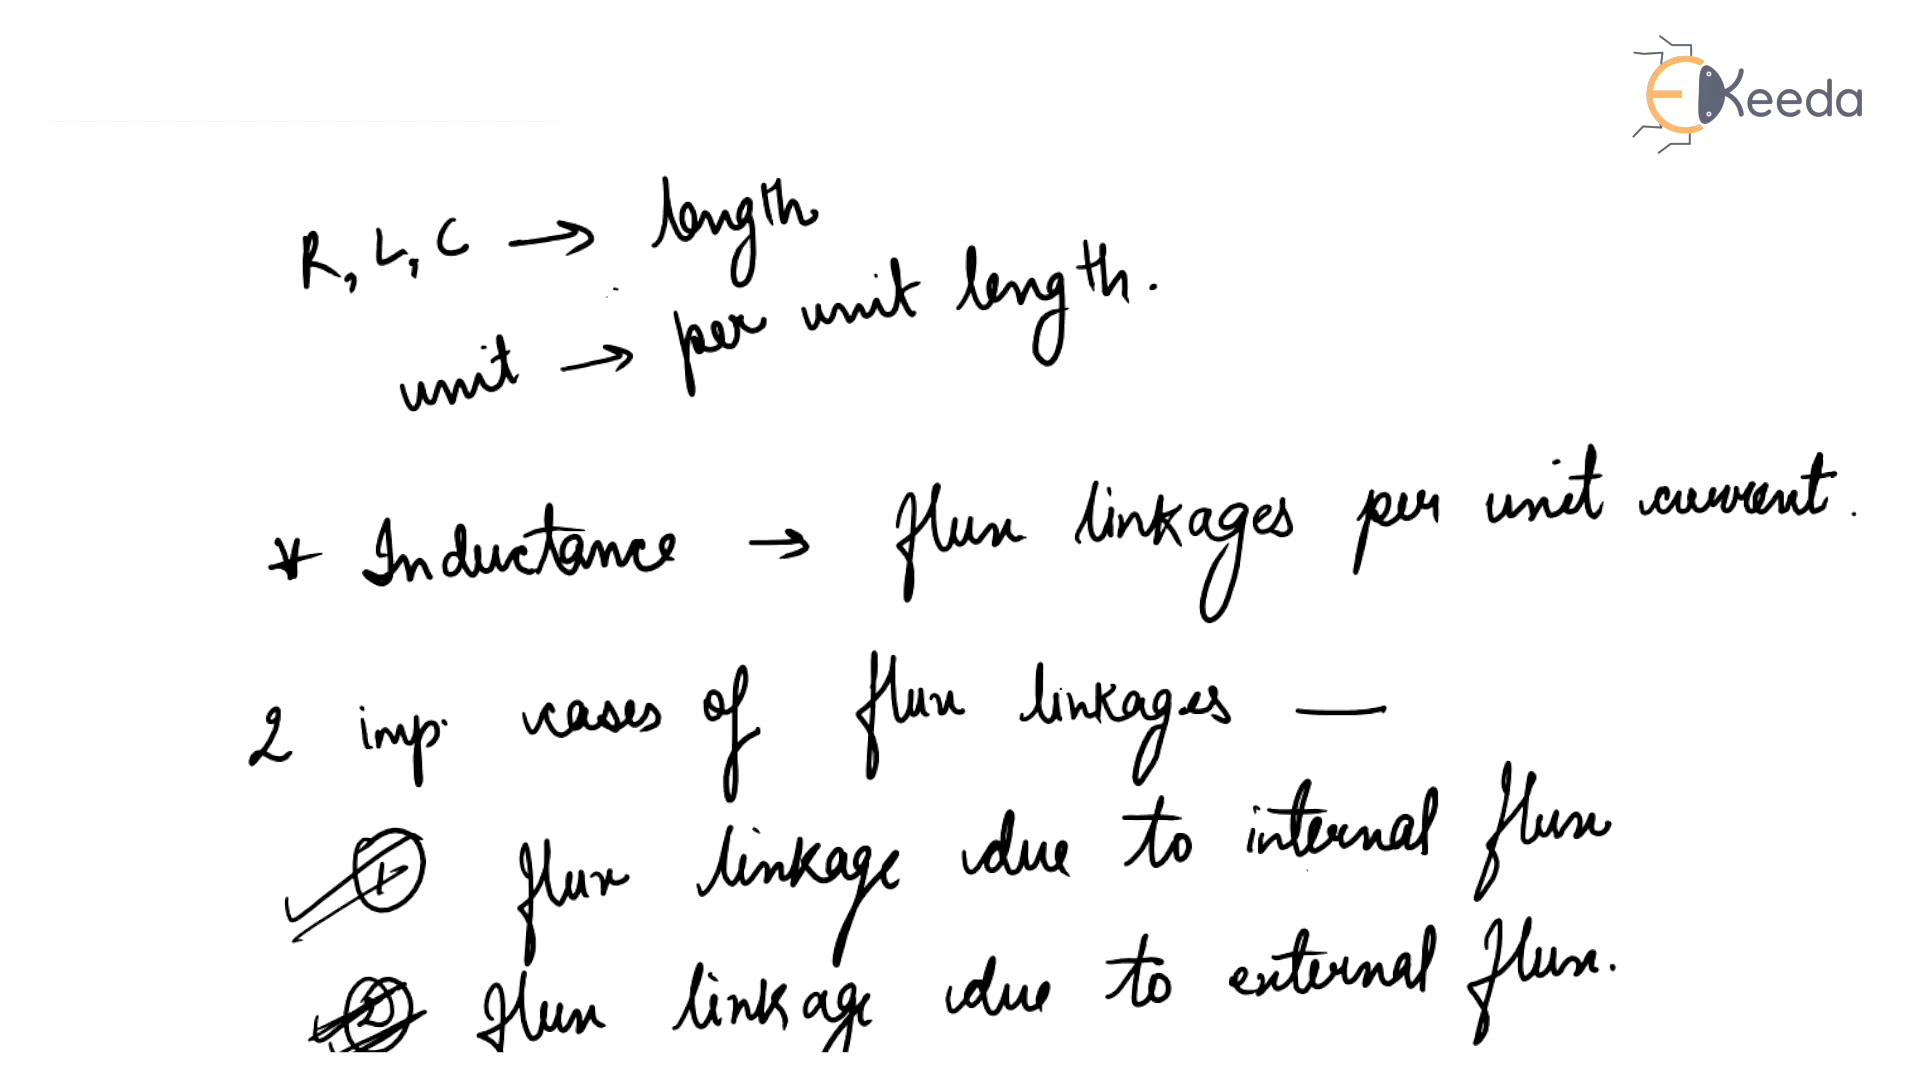 EKeeda
R, L, C → length
unit → per unit length.
* Inductance → flux linkages per unit current.
2 imp. cases of flux linkages —
1 flux linkage due to internal flux
2 flux linkage due to external flux.